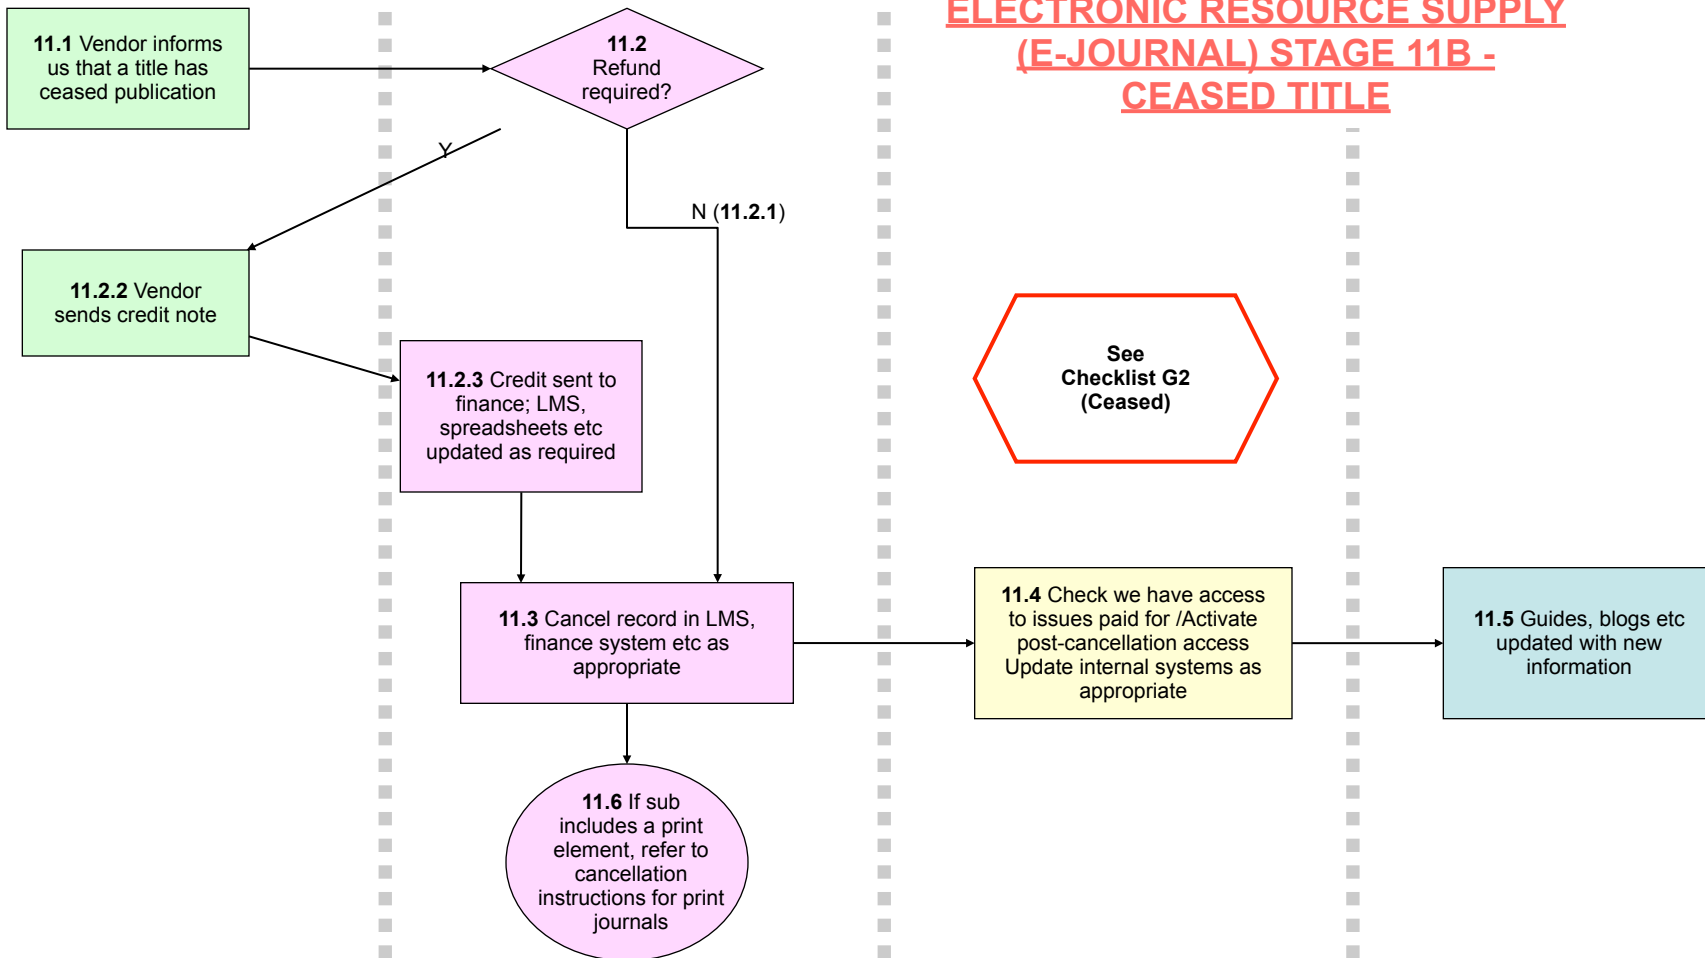 ELECTRONIC RESOURCE SUPPLY
(E-JOURNAL) STAGE 11B -
CEASED TITLE
11.1 Vendor informs
us that a title has
ceased publication
11.2
Refund
required?
Y
N (11.2.1)
11.2.2 Vendor
sends credit note
11.2.3 Credit sent to
finance; LMS,
spreadsheets etc
updated as required
See
Checklist G2
(Ceased)
11.3 Cancel record in LMS,
finance system etc as
appropriate
11.4 Check we have access
to issues paid for /Activate
post-cancellation access
Update internal systems as
appropriate
11.5 Guides, blogs etc
updated with new
information
11.6 If sub
includes a print
element, refer to
cancellation
instructions for print
journals